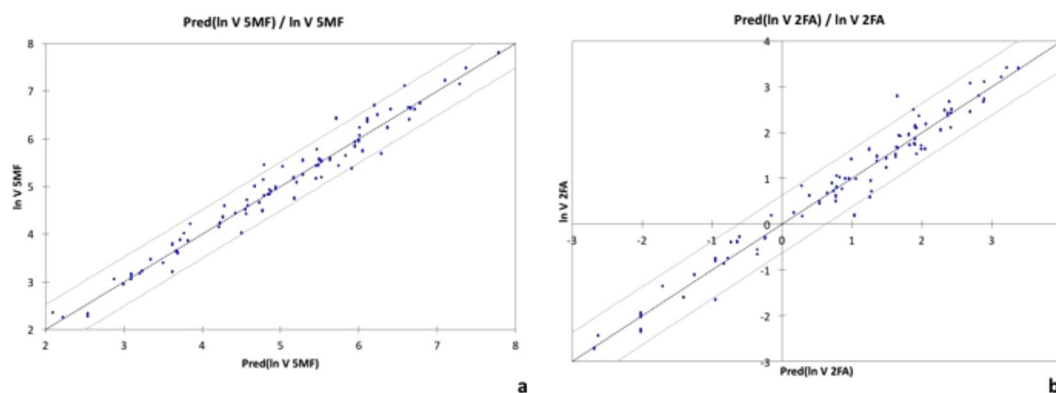 Pred(ln V 5MF) / ln V 5MF
8
7
6
5
4
3
2
ln V 5MF
2 3 4 5 6 7 8
Pred(ln V 5MF)
a
Pred(ln V 2FA) / ln V 2FA
4
3
2
1
0
-1
-2
-3
ln V 2FA
-3 -2 -1 0 1 2 3
Pred(ln V 2FA)
b